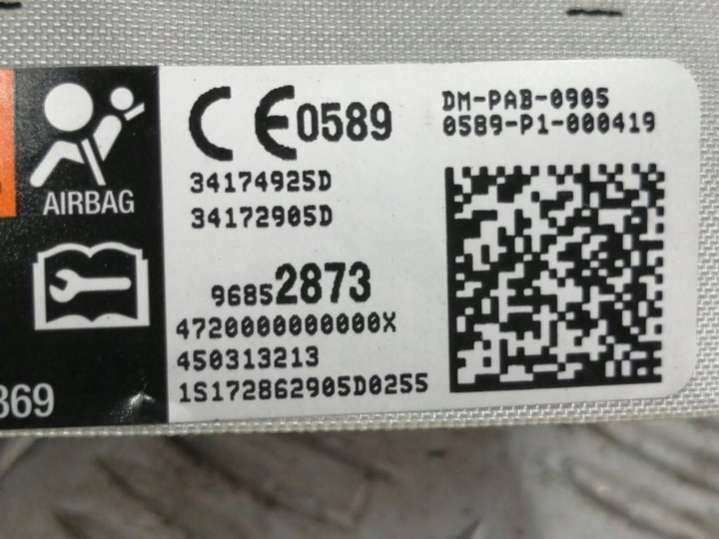 AIRBAG
369
CE0589
34174925D
34172905D
96852873
4720000000000X
450313213
1S172862905D0255
DM-PAB-0905
0589-P1-000419